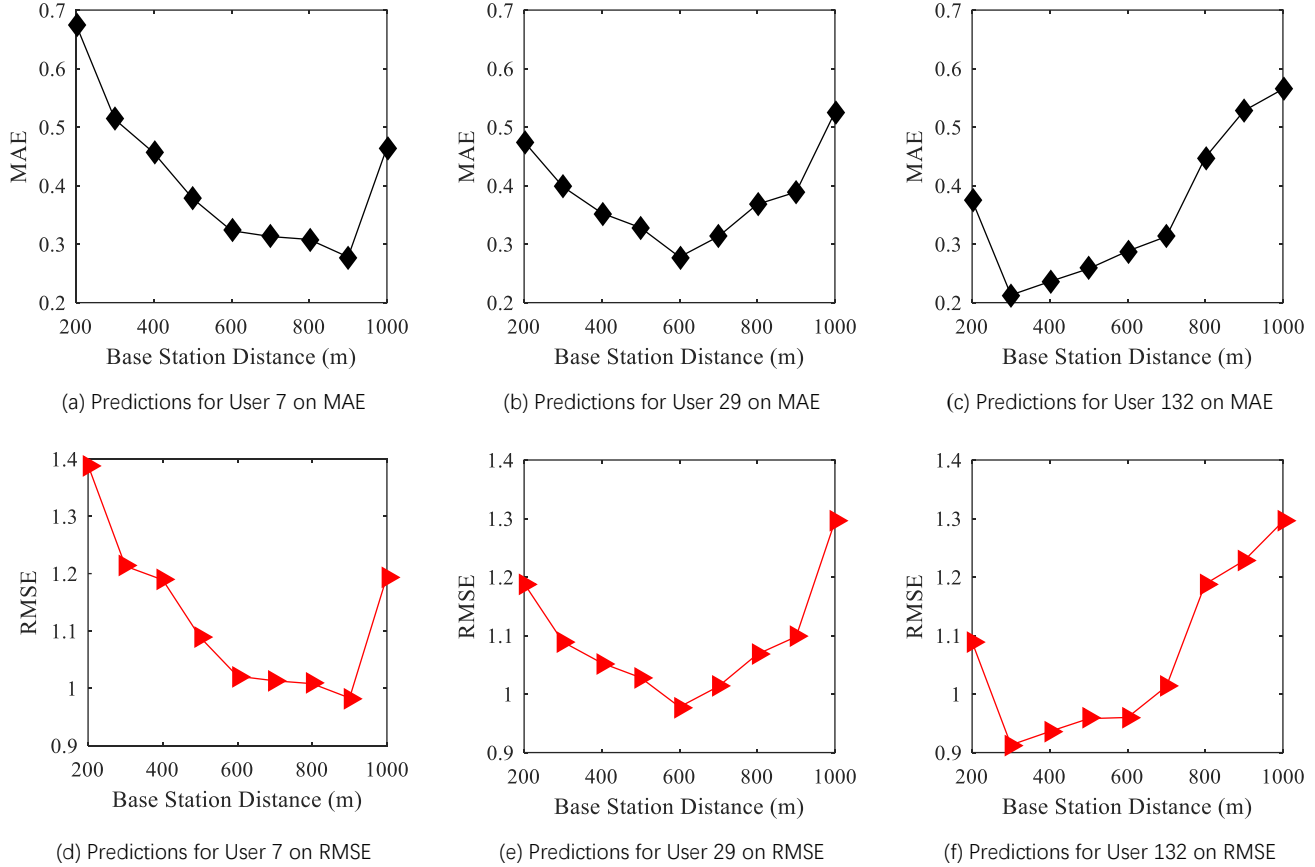 0.7
0.6
0.5
0.4
0.3
0.2
MAE
200 400 600 800 1000
Base Station Distance (m)
(a) Predictions for User 7 on MAE
0.7
0.6
0.5
0.4
0.3
0.2
MAE
200 400 600 800 1000
Base Station Distance (m)
(b) Predictions for User 29 on MAE
0.7
0.6
0.5
0.4
0.3
0.2
MAE
200 400 600 800 1000
Base Station Distance (m)
(c) Predictions for User 132 on MAE
1.4
1.3
1.2
1.1
1
0.9
RMSE
200 400 600 800 1000
Base Station Distance (m)
(d) Predictions for User 7 on RMSE
1.4
1.3
1.2
1.1
1
0.9
RMSE
200 400 600 800 1000
Base Station Distance (m)
(e) Predictions for User 29 on RMSE
1.4
1.3
1.2
1.1
1
0.9
RMSE
200 400 600 800 1000
Base Station Distance (m)
(f) Predictions for User 132 on RMSE